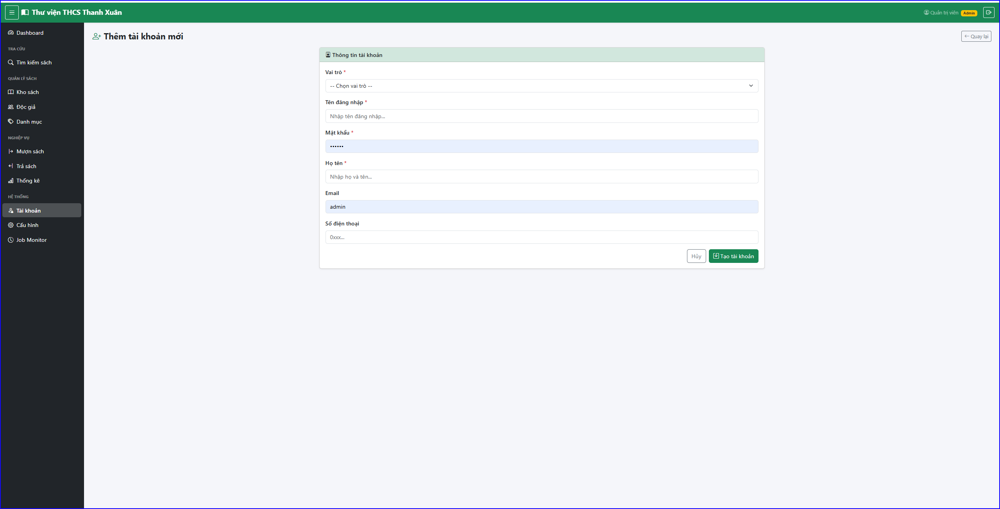 Thư viện THCS Thanh Xuân
Quản trị viên Admin
Dashboard
TRA CỨU
Tìm kiếm sách
QUẢN LÝ SÁCH
Kho sách
Độc giả
Danh mục
NGHIỆP VỤ
Mượn sách
Trả sách
Thống kê
HỆ THỐNG
Tài khoản
Cấu hình
Job Monitor
Thêm tài khoản mới
Quay lại
Thông tin tài khoản
Vai trò *
-- Chọn vai trò --
Tên đăng nhập *
Nhập tên đăng nhập...
Mật khẩu *
••••••
Họ tên *
Nhập họ và tên...
Email
admin
Số điện thoại
0xxx...
Hủy
Tạo tài khoản